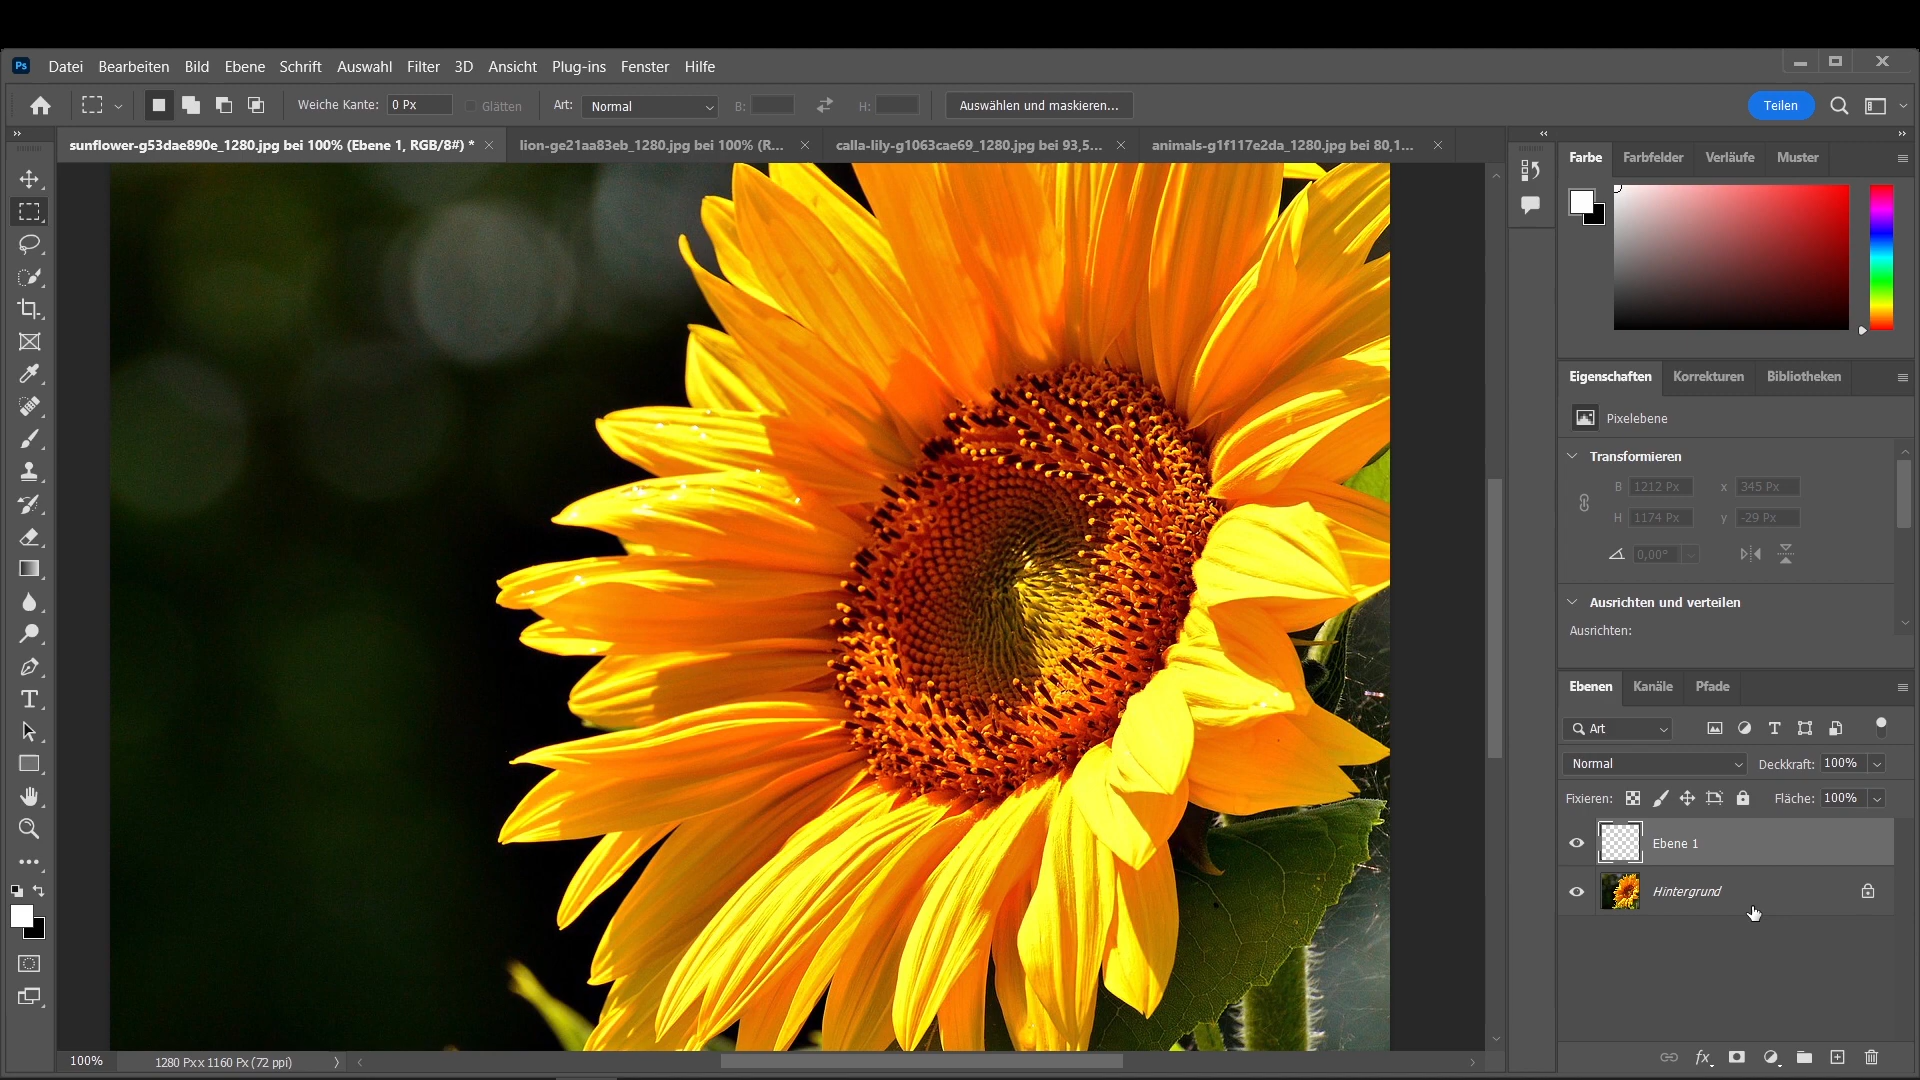 Ps Datei Bearbeiten Bild Ebene Schrift Auswahl Filter 3D Ansicht Plug-ins Fenster Hilfe
Weiche Kante: 0 Px Glätten Art: Normal B: H: Auswählen und maskieren... Teilen
sunflower-g53dae890e_1280.jpg bei 100% (Ebene 1, RGB/8#) * lion-ge21aa83eb_1280.jpg bei 100% (R... calla-lily-g1063cae69_1280.jpg bei 93,5... animals-g1f117e2da_1280.jpg bei 80,1...
Farbe Farbfelder Verläufe Muster
Eigenschaften Korrekturen Bibliotheken
Pixelebene
Transformieren
B 1212 Px x 345 Px
H 1174 Px y -29 Px
0,00°
Ausrichten und verteilen
Ausrichten:
Ebenen Kanäle Pfade
Art
Normal Deckkraft: 100%
Fixieren: Fläche: 100%
Ebene 1
Hintergrund
100% 1280 Px x 1160 Px (72 ppi)
fx